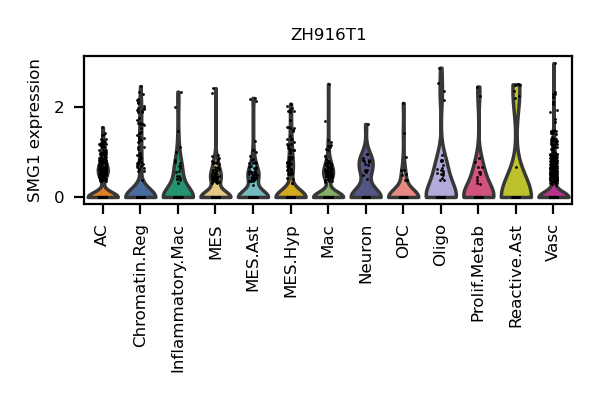 ZH916T1
SMG1 expression
2
0
AC
Chromatin.Reg
Inflammatory.Mac
MES
MES.Ast
MES.Hyp
Mac
Neuron
OPC
Oligo
Prolif.Metab
Reactive.Ast
Vasc